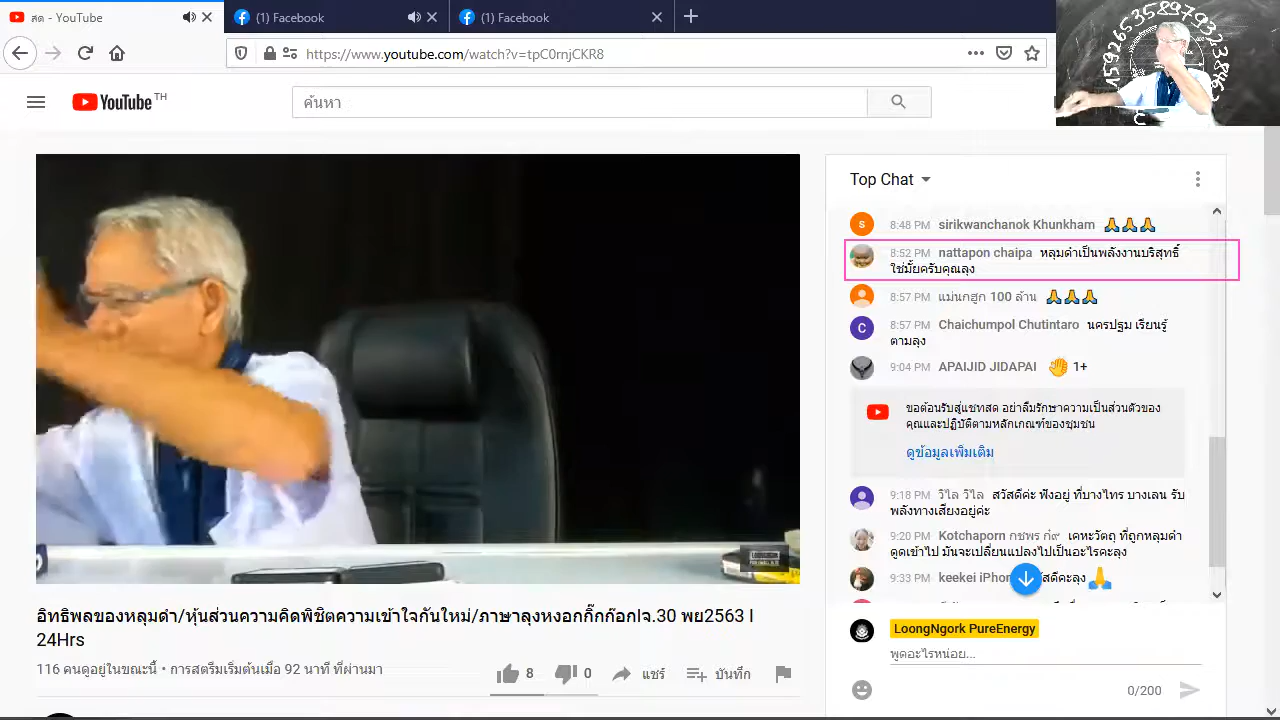 สด - YouTube
(1) Facebook
(1) Facebook
https://www.youtube.com/watch?v=tpC0rnjCKR8
YouTube TH
ค้นหา
1592653589793238462
Top Chat
S 8:48 PM sirikwanchanok Khunkham 🙏🙏🙏
8:52 PM nattapon chaipa หลุมดำเป็นพลังงานบริสุทธิ์
ใช่มั้ยครับคุณลุง
8:57 PM แม่นกฮูก 100 ล้าน 🙏🙏🙏
C 8:57 PM Chaichumpol Chutintaro นครปฐม เรียนรู้
ตามลุง
9:04 PM APAIJID JIDAPAI 👋 1+
ขอต้อนรับสู่แชทสด อย่าลืมรักษาความเป็นส่วนตัวของ
คุณและปฏิบัติตามหลักเกณฑ์ของชุมชน
ดูข้อมูลเพิ่มเติม
9:18 PM วิไล วิไล สวัสดีค่ะ ฟังอยู่ ที่บางไทร บางเลน รับ
พลังทางเสียงอยู่ค่ะ
9:20 PM Kotchaporn กชพร ก๋ฯ เคหะวัตถุ ที่ถูกหลุมดำ
ดูดเข้าไป มันจะเปลี่ยนแปลงไปเป็นอะไรคะลุง
9:33 PM keekei iPhon สดีคะลุง 🙏
อิทธิพลของหลุมดำ/หุ้นส่วนความคิดพิชิตความเข้าใจกันใหม่/ภาษาลุงหงอกกิ๊กก๊อกIจ.30 พย2563 I
24Hrs
116 คนดูอยู่ในขณะนี้ • การสตรีมเริ่มต้นเมื่อ 92 นาที ที่ผ่านมา
8
0
แชร์
บันทึก
LoongNgork PureEnergy
พูดอะไรหน่อย...
0/200